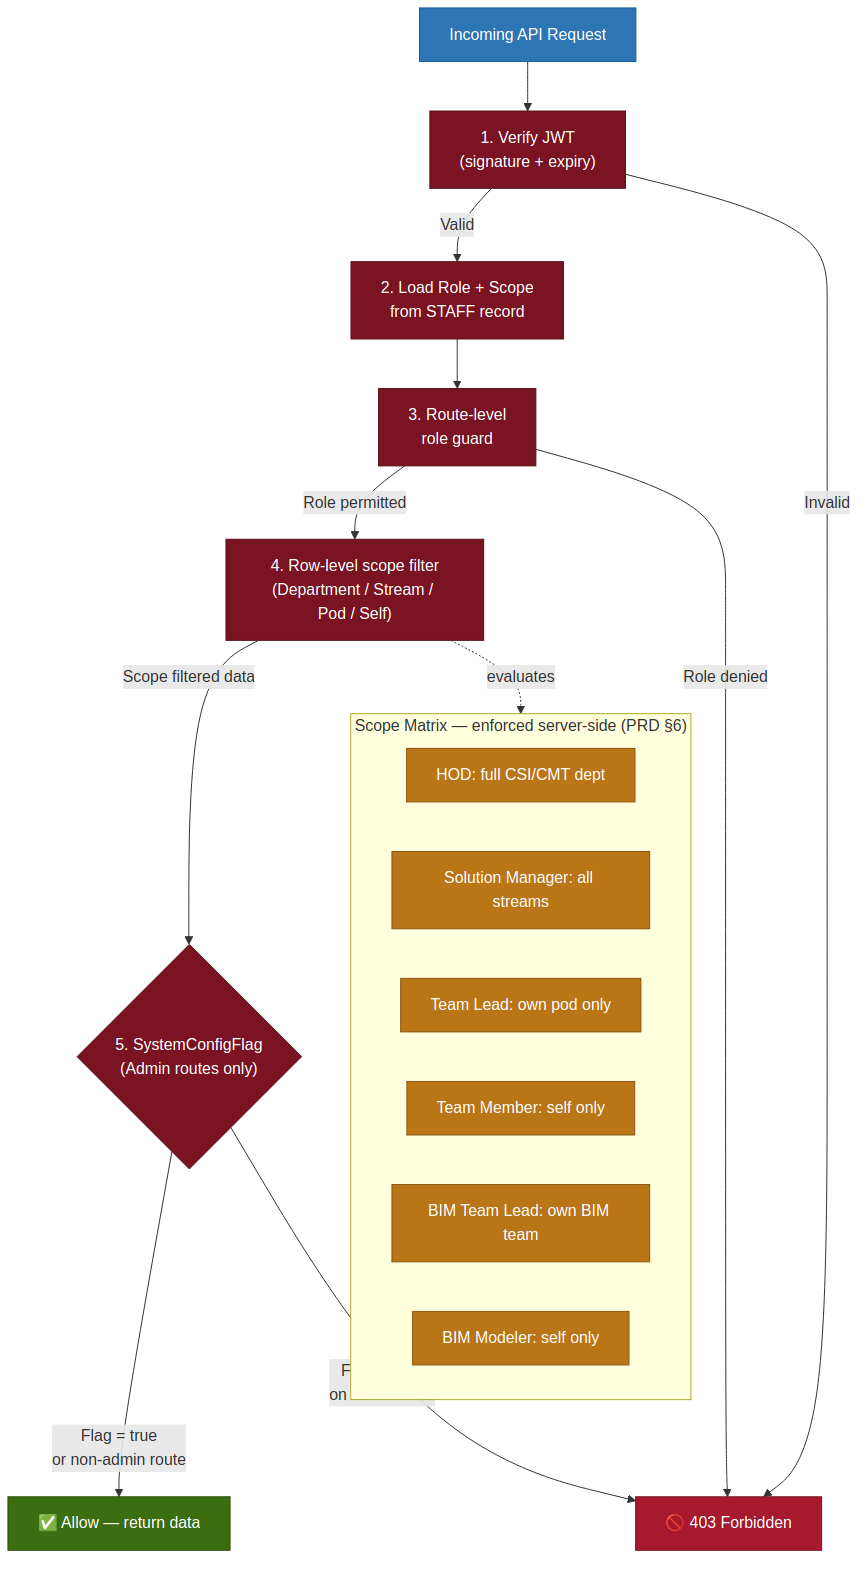 Incoming API Request
1. Verify JWT
(signature + expiry)
Valid
2. Load Role + Scope
from STAFF record
3. Route-level
role guard
Role permitted
Invalid
4. Row-level scope filter
(Department / Stream /
Pod / Self)
Scope filtered data
evaluates
Role denied
Scope Matrix — enforced server-side (PRD §6)
HOD: full CSI/CMT dept
Solution Manager: all
streams
Team Lead: own pod only
5. SystemConfigFlag
(Admin routes only)
Team Member: self only
BIM Team Lead: own BIM
team
BIM Modeler: self only
on
Flag = true
or non-admin route
✅ Allow — return data
🚫 403 Forbidden